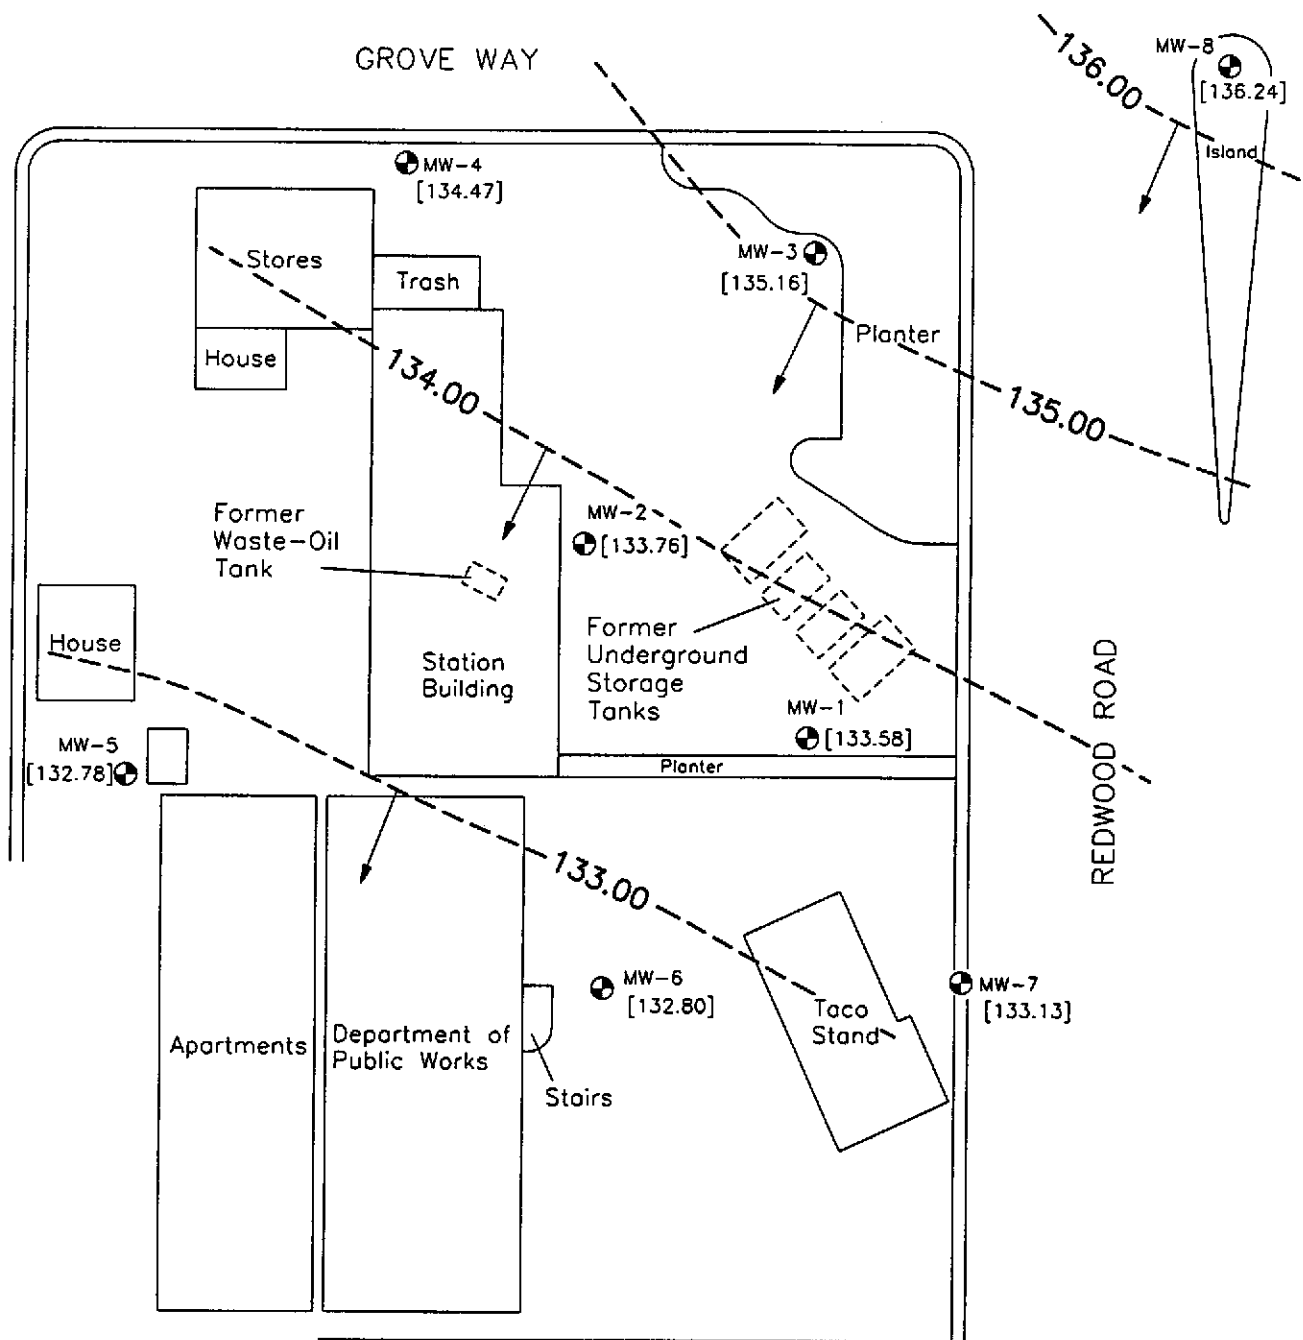 GROVE WAY
136.00
MW-8
[136.24]
Island
MW-4
[134.47]
Stores
Trash
MW-3
[135.16]
Planter
House
134.00
135.00
Former
Waste-Oil
Tank
MW-2
[133.76]
House
Station
Building
Former
Underground
Storage
Tanks
MW-1
[133.58]
REDWOOD ROAD
MW-5
[132.78]
Planter
133.00
MW-6
[132.80]
MW-7
[133.13]
Taco
Stand
Apartments
Department of
Public Works
Stairs